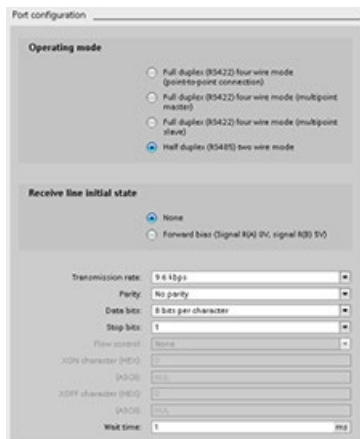 Port configuration
Operating mode
Full duplex (RS422) four wire mode
(point-to-point connection)
Full duplex (RS422) four wire mode (multipoint
master)
Full duplex (RS422) four wire mode (multipoint
slave)
Half duplex (RS485) two wire mode
Receive line initial state
None
Forward bias (Signal R(A) 0V, signal R(B) 5V)
Transmission rate: 9.6 kbps
Parity: No parity
Data bits: 8 bits per character
Stop bits: 1
Flow control: None
XON character (HEX): 0
(ASCII): NUL
XOFF character (HEX): 0
(ASCII): NUL
Wait time: 1 ms